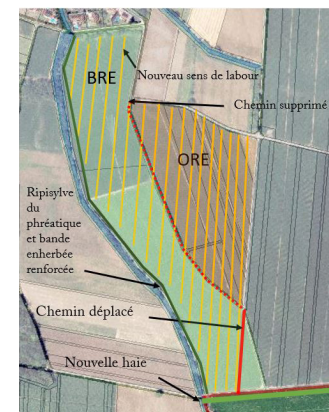 BRE
Nouveau sens de labour
Chemin supprimé
ORE
Ripisylve
du
phréatique
et bande
enherbée
renforcée
Chemin déplacé
Nouvelle haie